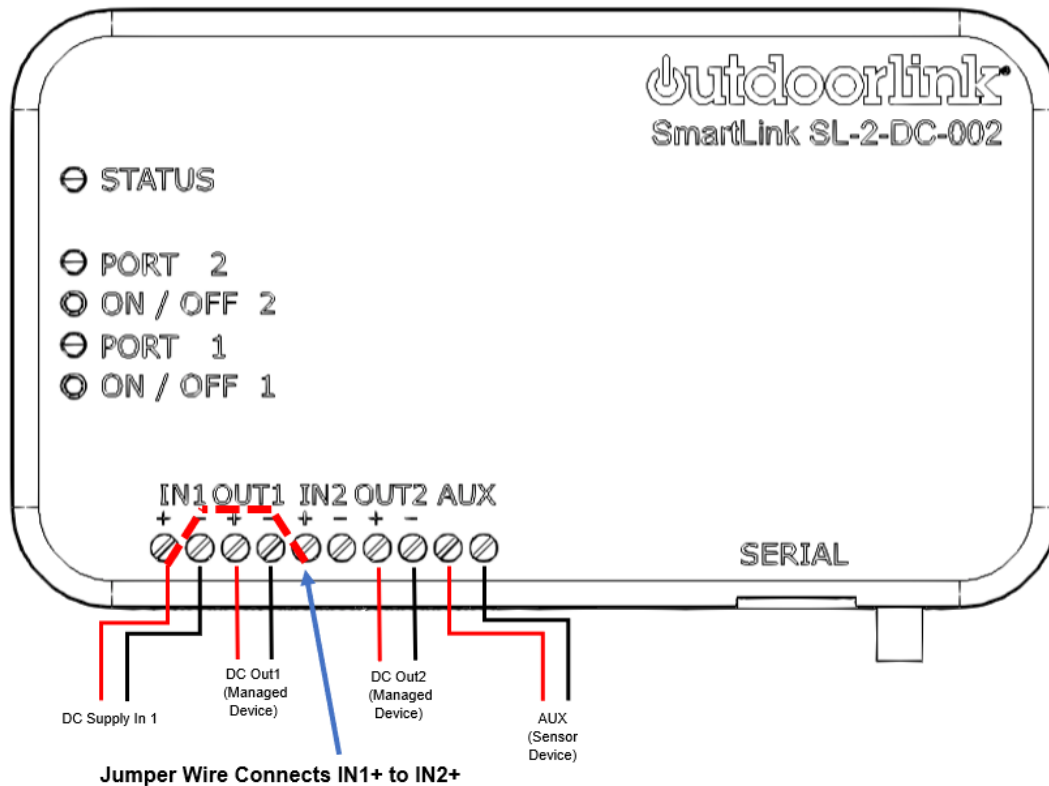 outdoorlink
SmartLink SL-2-DC-002
STATUS
PORT 2
ON / OFF 2
PORT 1
ON / OFF 1
IN1 OUT1 IN2 OUT2 AUX
+ - + - + - + -
SERIAL
DC Supply In 1
DC Out1
(Managed
Device)
DC Out2
(Managed
Device)
AUX
(Sensor
Device)
Jumper Wire Connects IN1+ to IN2+